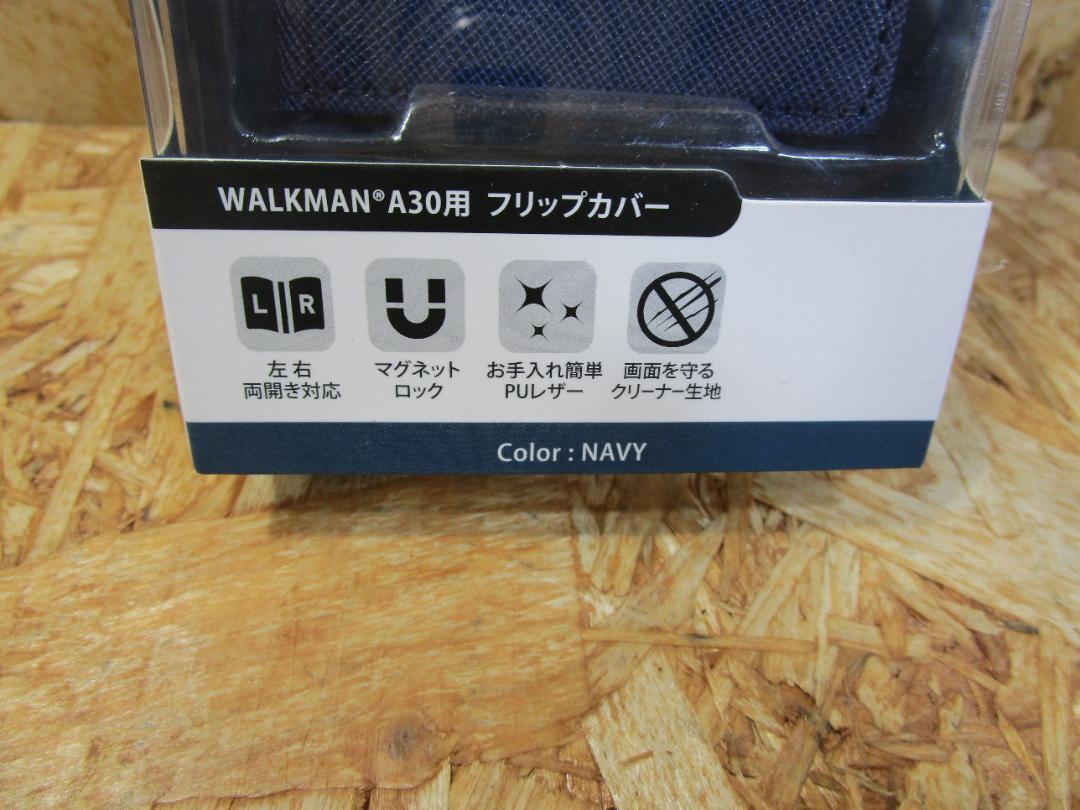 WALKMAN® A30用 フリップカバー
L R
左 右
両開き対応
マグネット
ロック
お手入れ簡単
PUレザー
画面を守る
クリーナー生地
Color : NAVY